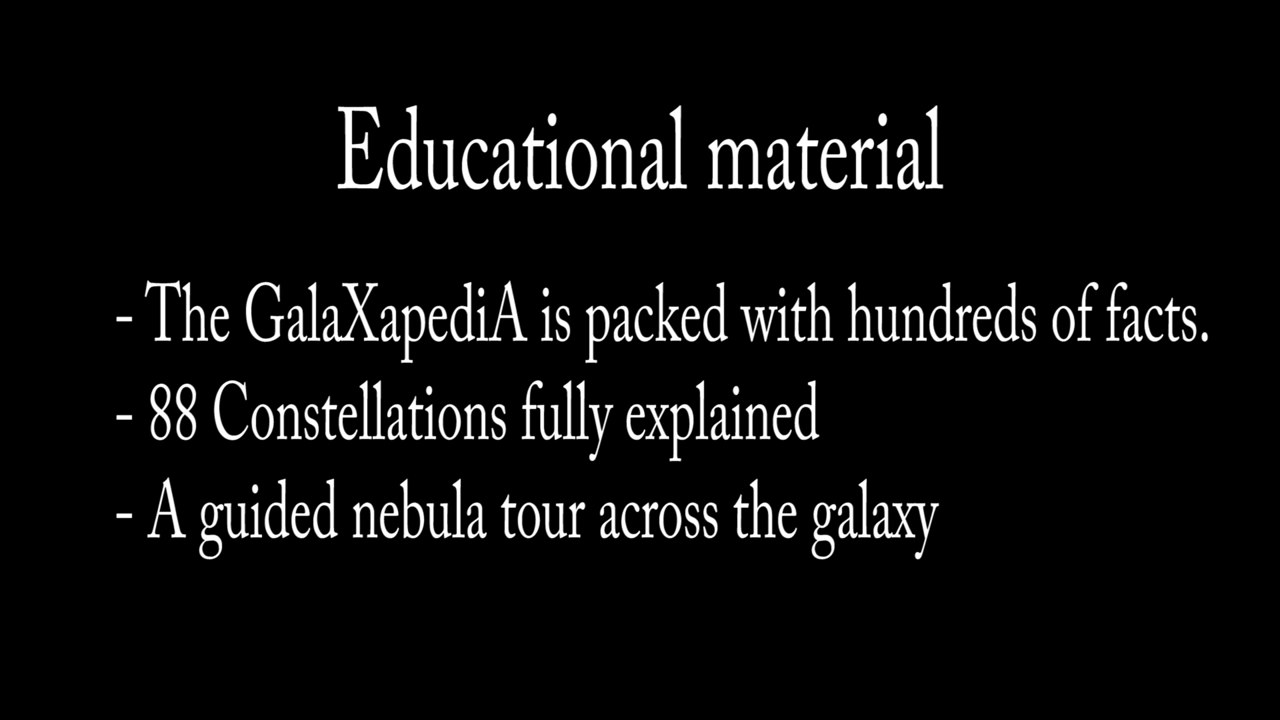 Educational material
- The GalaXapediA is packed with hundreds of facts.
- 88 Constellations fully explained
- A guided nebula tour across the galaxy